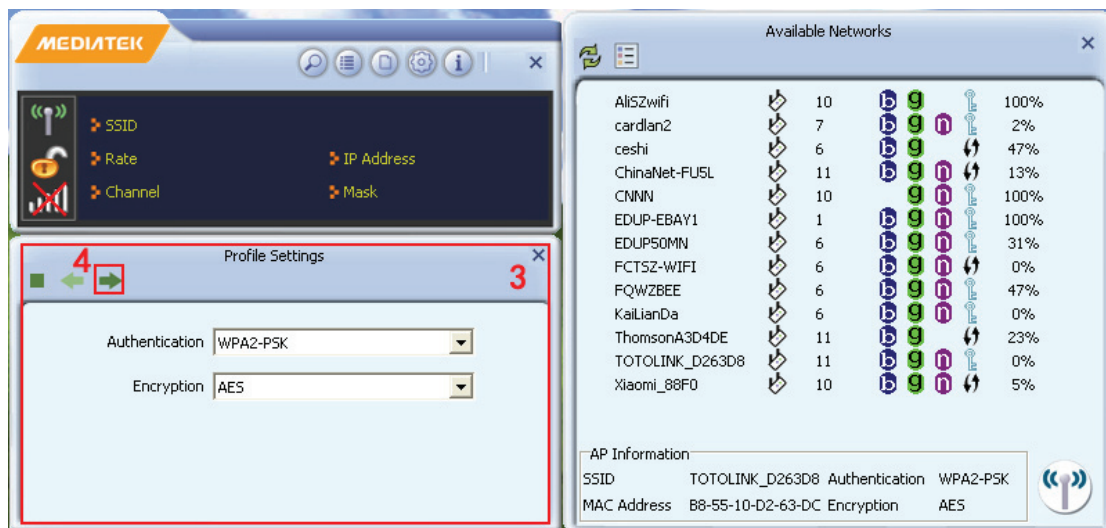 MEDIATEK
SSID
Rate
IP Address
Channel
Mask
Profile Settings
4
3
Authentication WPA2-PSK
Encryption AES
Available Networks
AliSZwifi 10 b g 100%
cardlan2 7 b g n 2%
ceshi 6 b g 47%
ChinaNet-FU5L 11 b g n 13%
CNNN 10 g n 100%
EDUP-EBAY1 1 b g n 100%
EDUP50MN 6 b g n 31%
FCTSZ-WIFI 6 b g n 0%
FQWZBEE 6 b g n 47%
KaiLianDa 6 b g n 0%
ThomsonA3D4DE 11 b g 23%
TOTOLINK_D263D8 11 b g n 0%
Xiaomi_88F0 10 b g n 5%
AP Information
SSID TOTOLINK_D263D8 Authentication WPA2-PSK
MAC Address B8-55-10-D2-63-DC Encryption AES